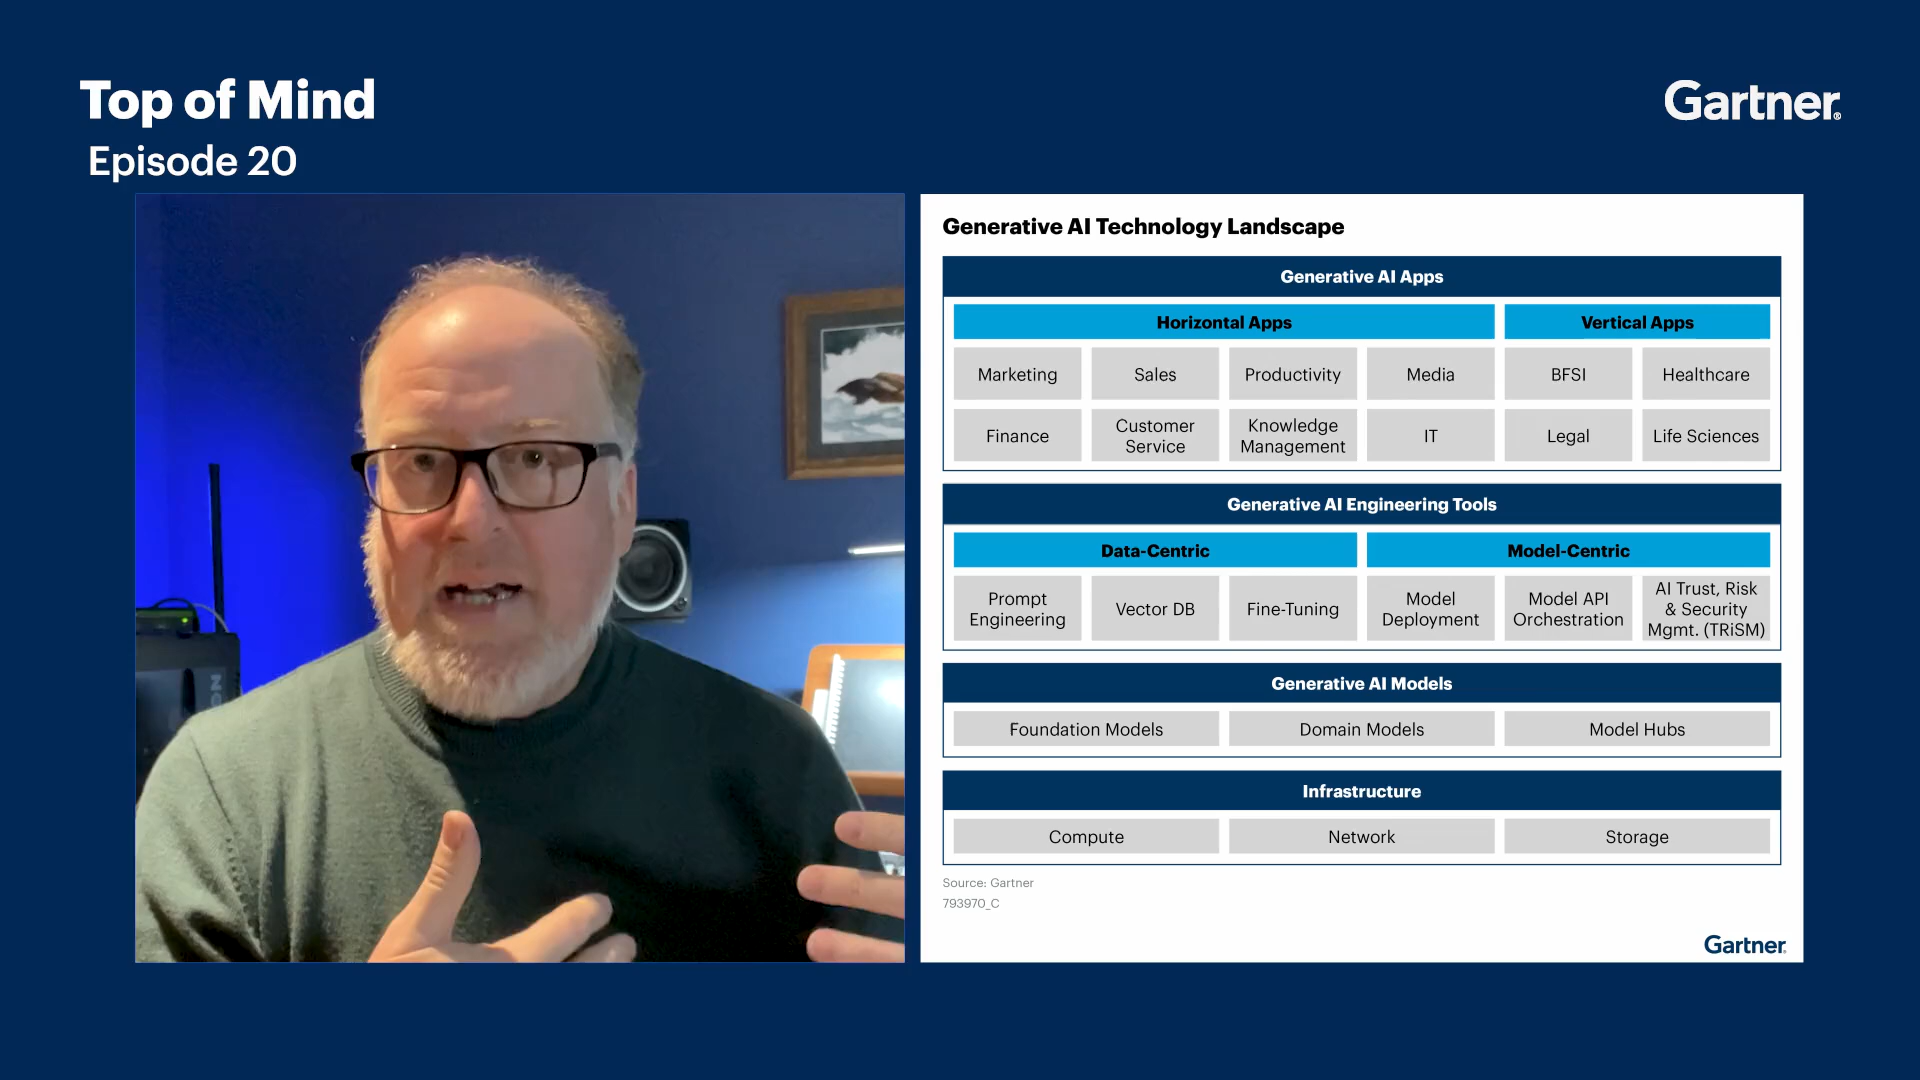 Top of Mind
Episode 20
Gartner®
Generative AI Technology Landscape
Generative AI Apps
Horizontal Apps
Vertical Apps
Marketing
Sales
Productivity
Media
BFSI
Healthcare
Finance
Customer
Service
Knowledge
Management
IT
Legal
Life Sciences
Generative AI Engineering Tools
Data-Centric
Model-Centric
Prompt
Engineering
Vector DB
Fine-Tuning
Model
Deployment
Model API
Orchestration
AI Trust, Risk
& Security
Mgmt. (TRiSM)
Generative AI Models
Foundation Models
Domain Models
Model Hubs
Infrastructure
Compute
Network
Storage
Source: Gartner
793970_C
Gartner